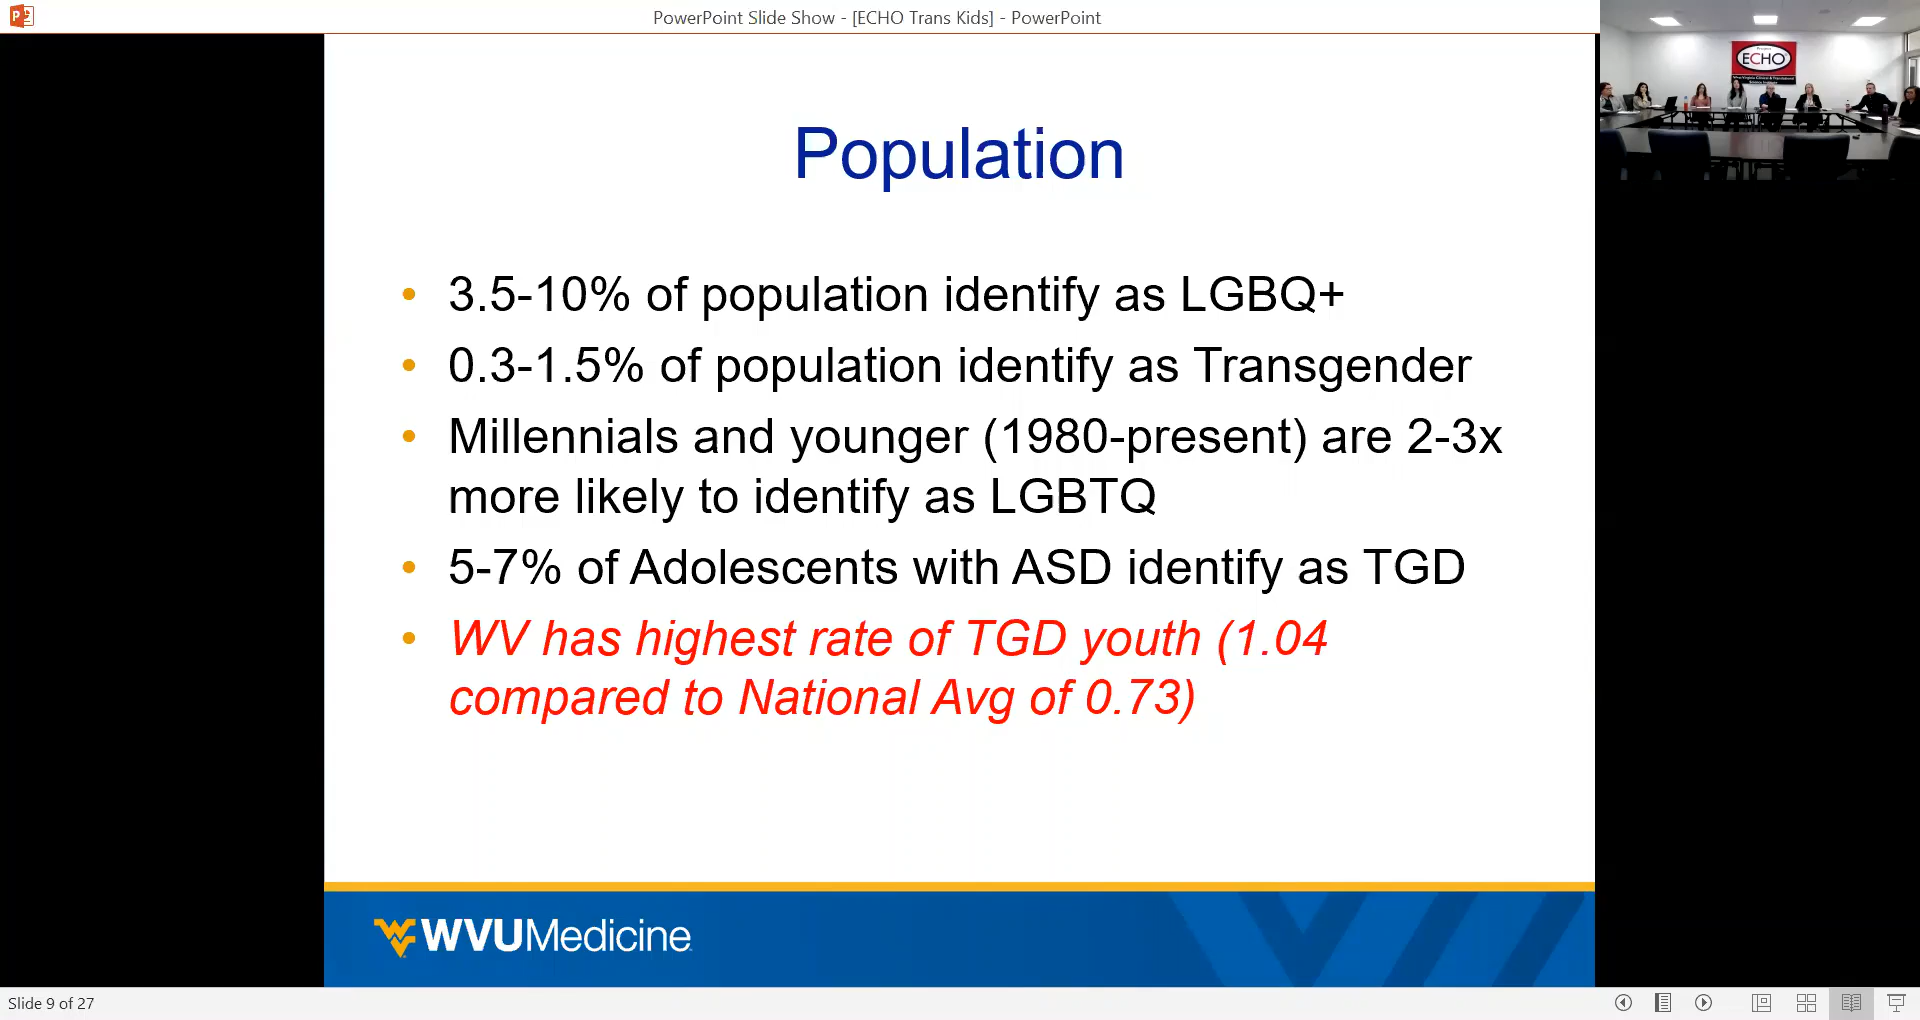 PowerPoint Slide Show - [ECHO Trans Kids] - PowerPoint
ECHO
Population
• 3.5-10% of population identify as LGBQ+
• 0.3-1.5% of population identify as Transgender
• Millennials and younger (1980-present) are 2-3x
more likely to identify as LGBTQ
• 5-7% of Adolescents with ASD identify as TGD
• WV has highest rate of TGD youth (1.04
compared to National Avg of 0.73)
WVUMedicine
Slide 9 of 27